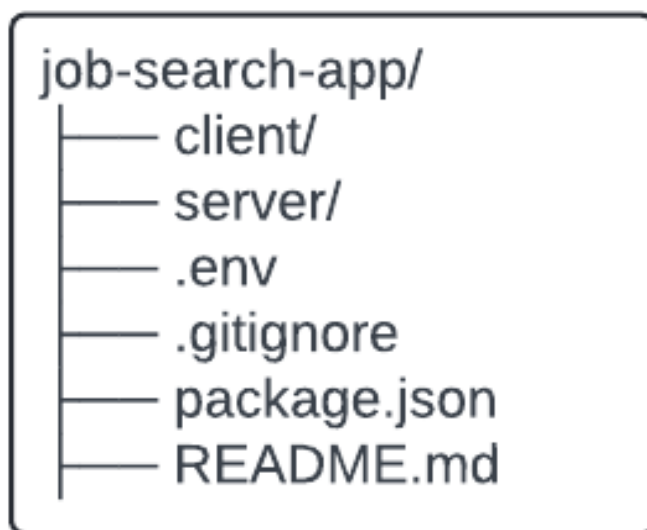 job-search-app/
client/
server/
.env
.gitignore
package.json
README.md